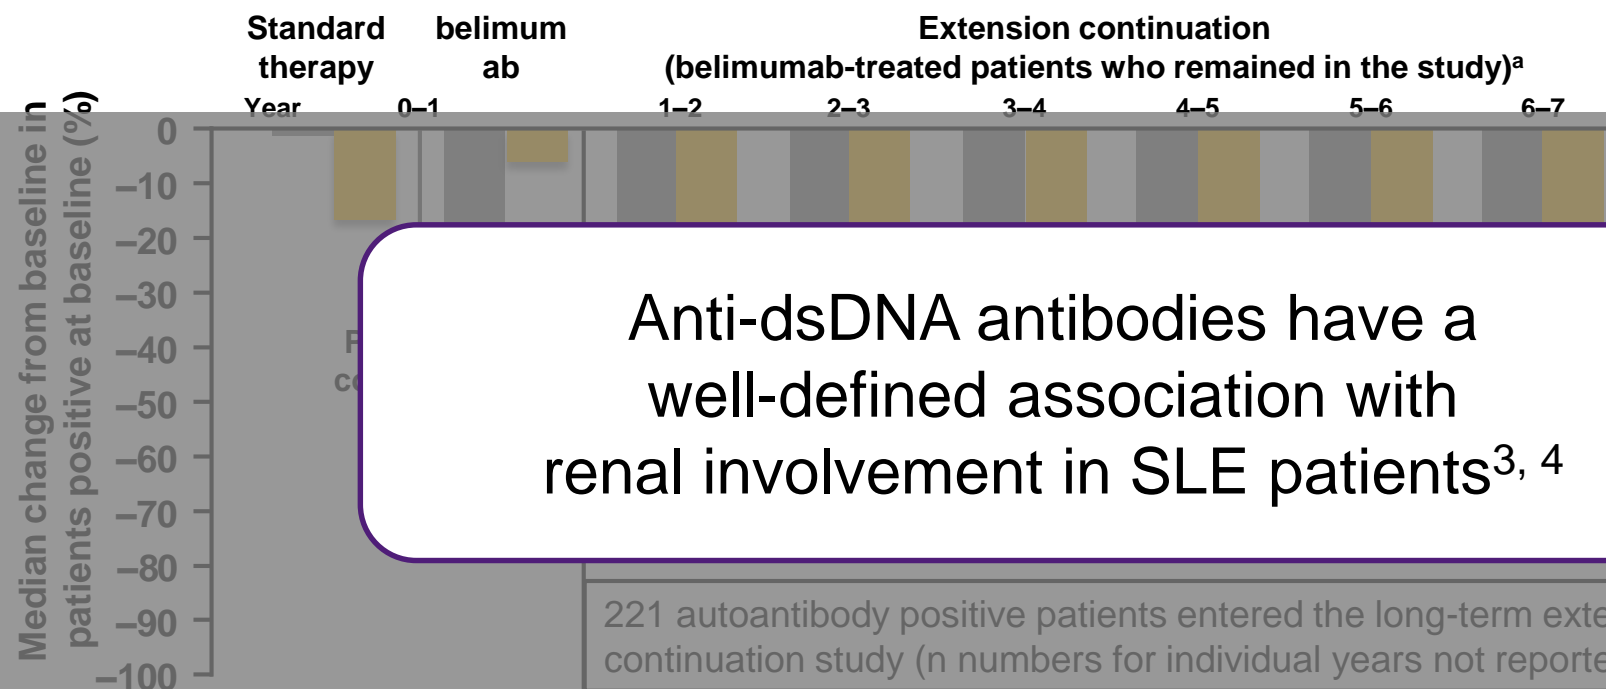 Standard therapy
belimum ab
Extension continuation
(belimumab-treated patients who remained in the study)ᵃ
Year 0–1 1–2 2–3 3–4 4–5 5–6 6–7
Median change from baseline in
patients positive at baseline (%)
0
–10
–20
–30
–40
–50
–60
–70
–80
–90
–100
Anti-dsDNA antibodies have a
well-defined association with
renal involvement in SLE patients³, ⁴
221 autoantibody positive patients entered the long-term
continuation study (n numbers for individual years not